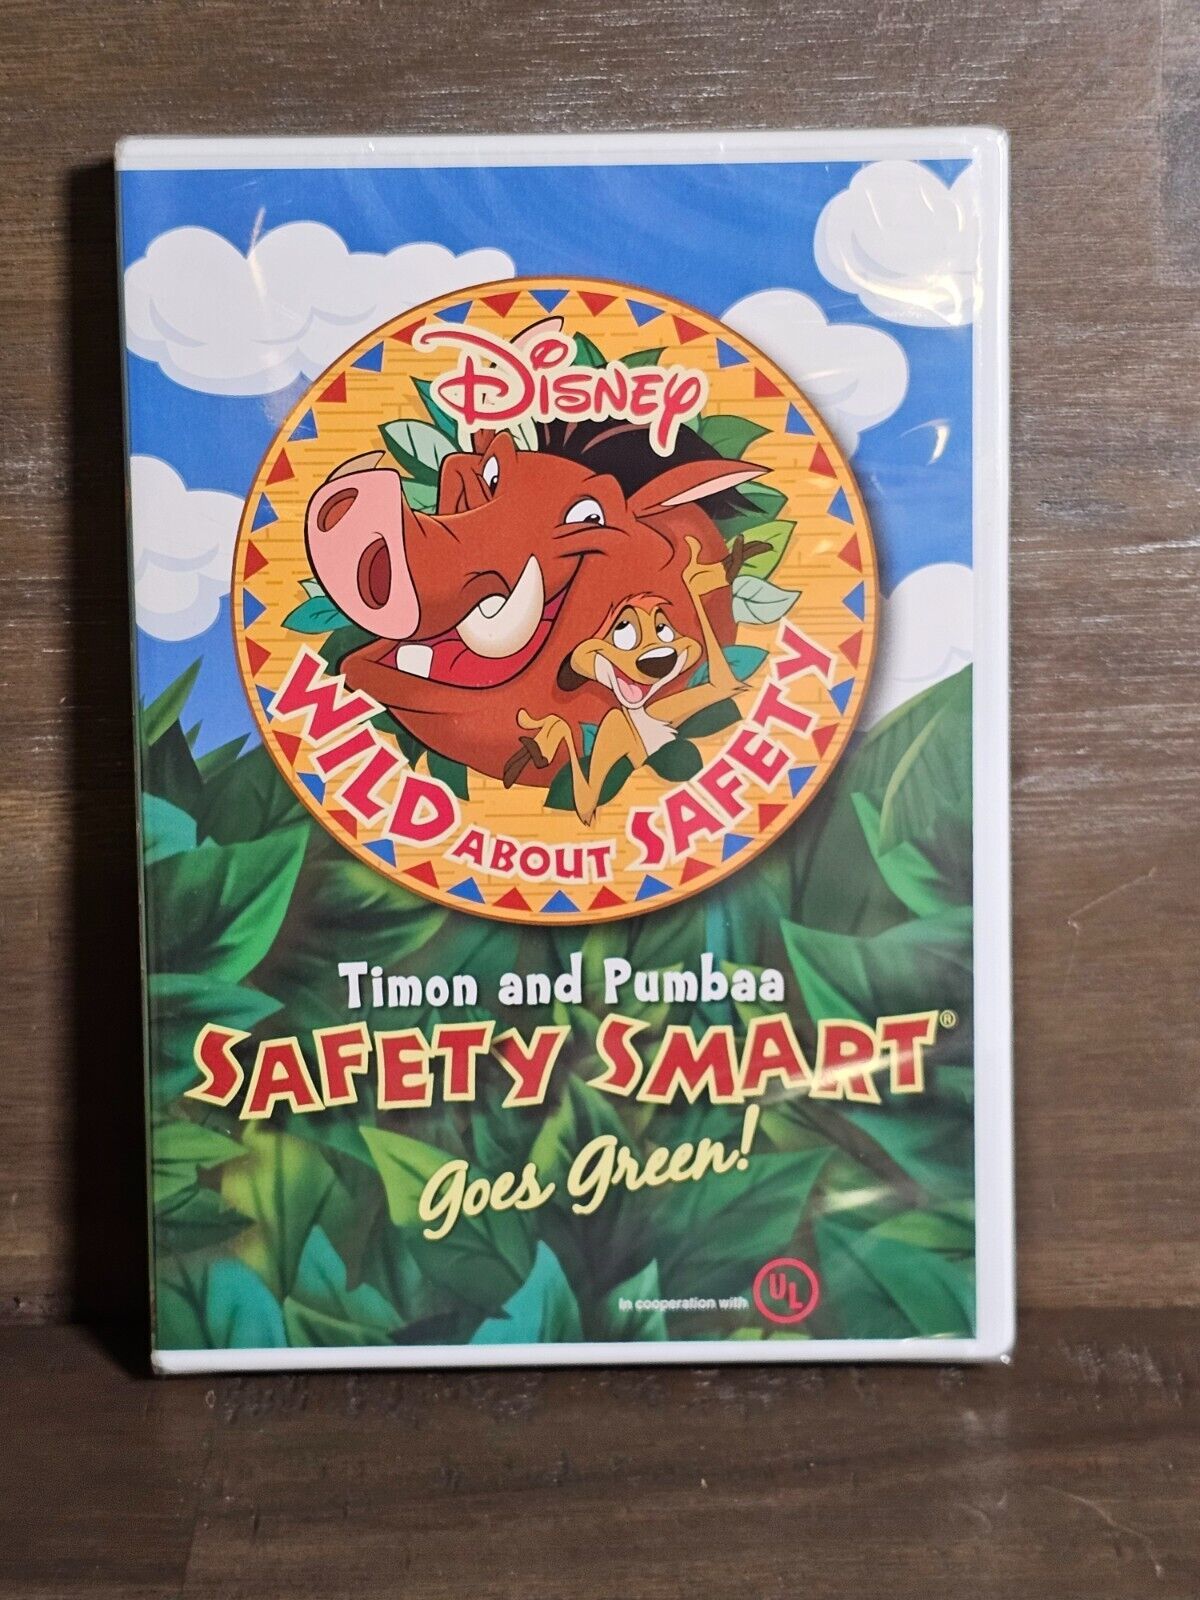 Disney
WILD ABOUT SAFETY
Timon and Pumbaa
SAFETY SMART®
goes green!
In cooperation with UL